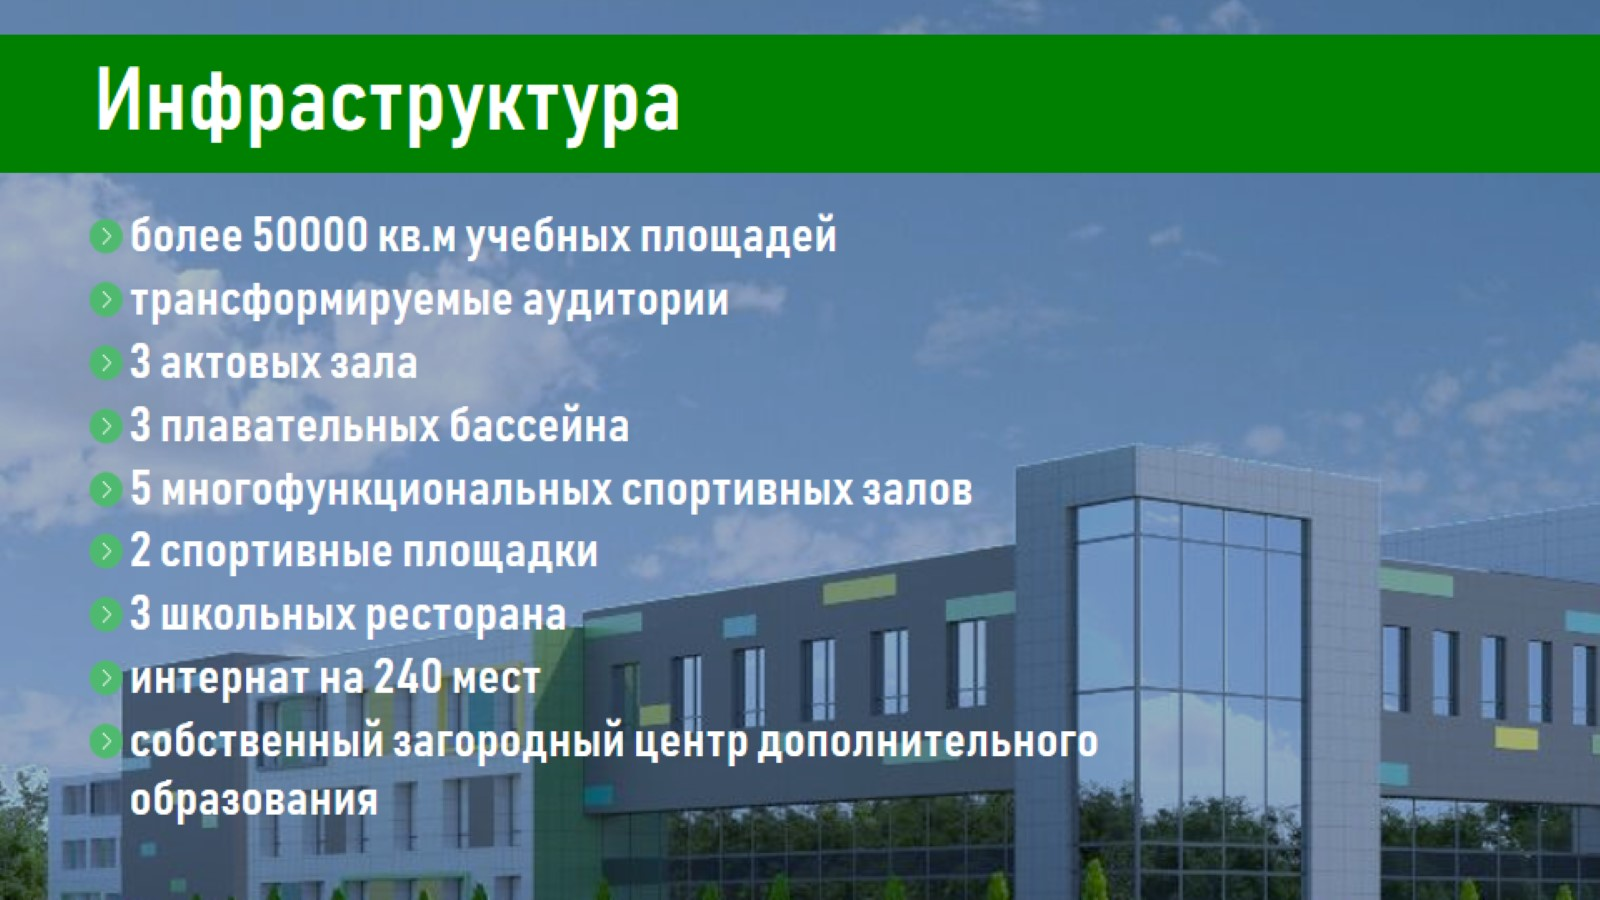 Инфраструктура
более 50000 кв.м учебных площадей
трансформируемые аудитории
3 актовых зала
3 плавательных бассейна
5 многофункциональных спортивных залов
2 спортивные площадки
3 школьных ресторана
интернат на 240 мест
собственный загородный центр дополнительного
образования